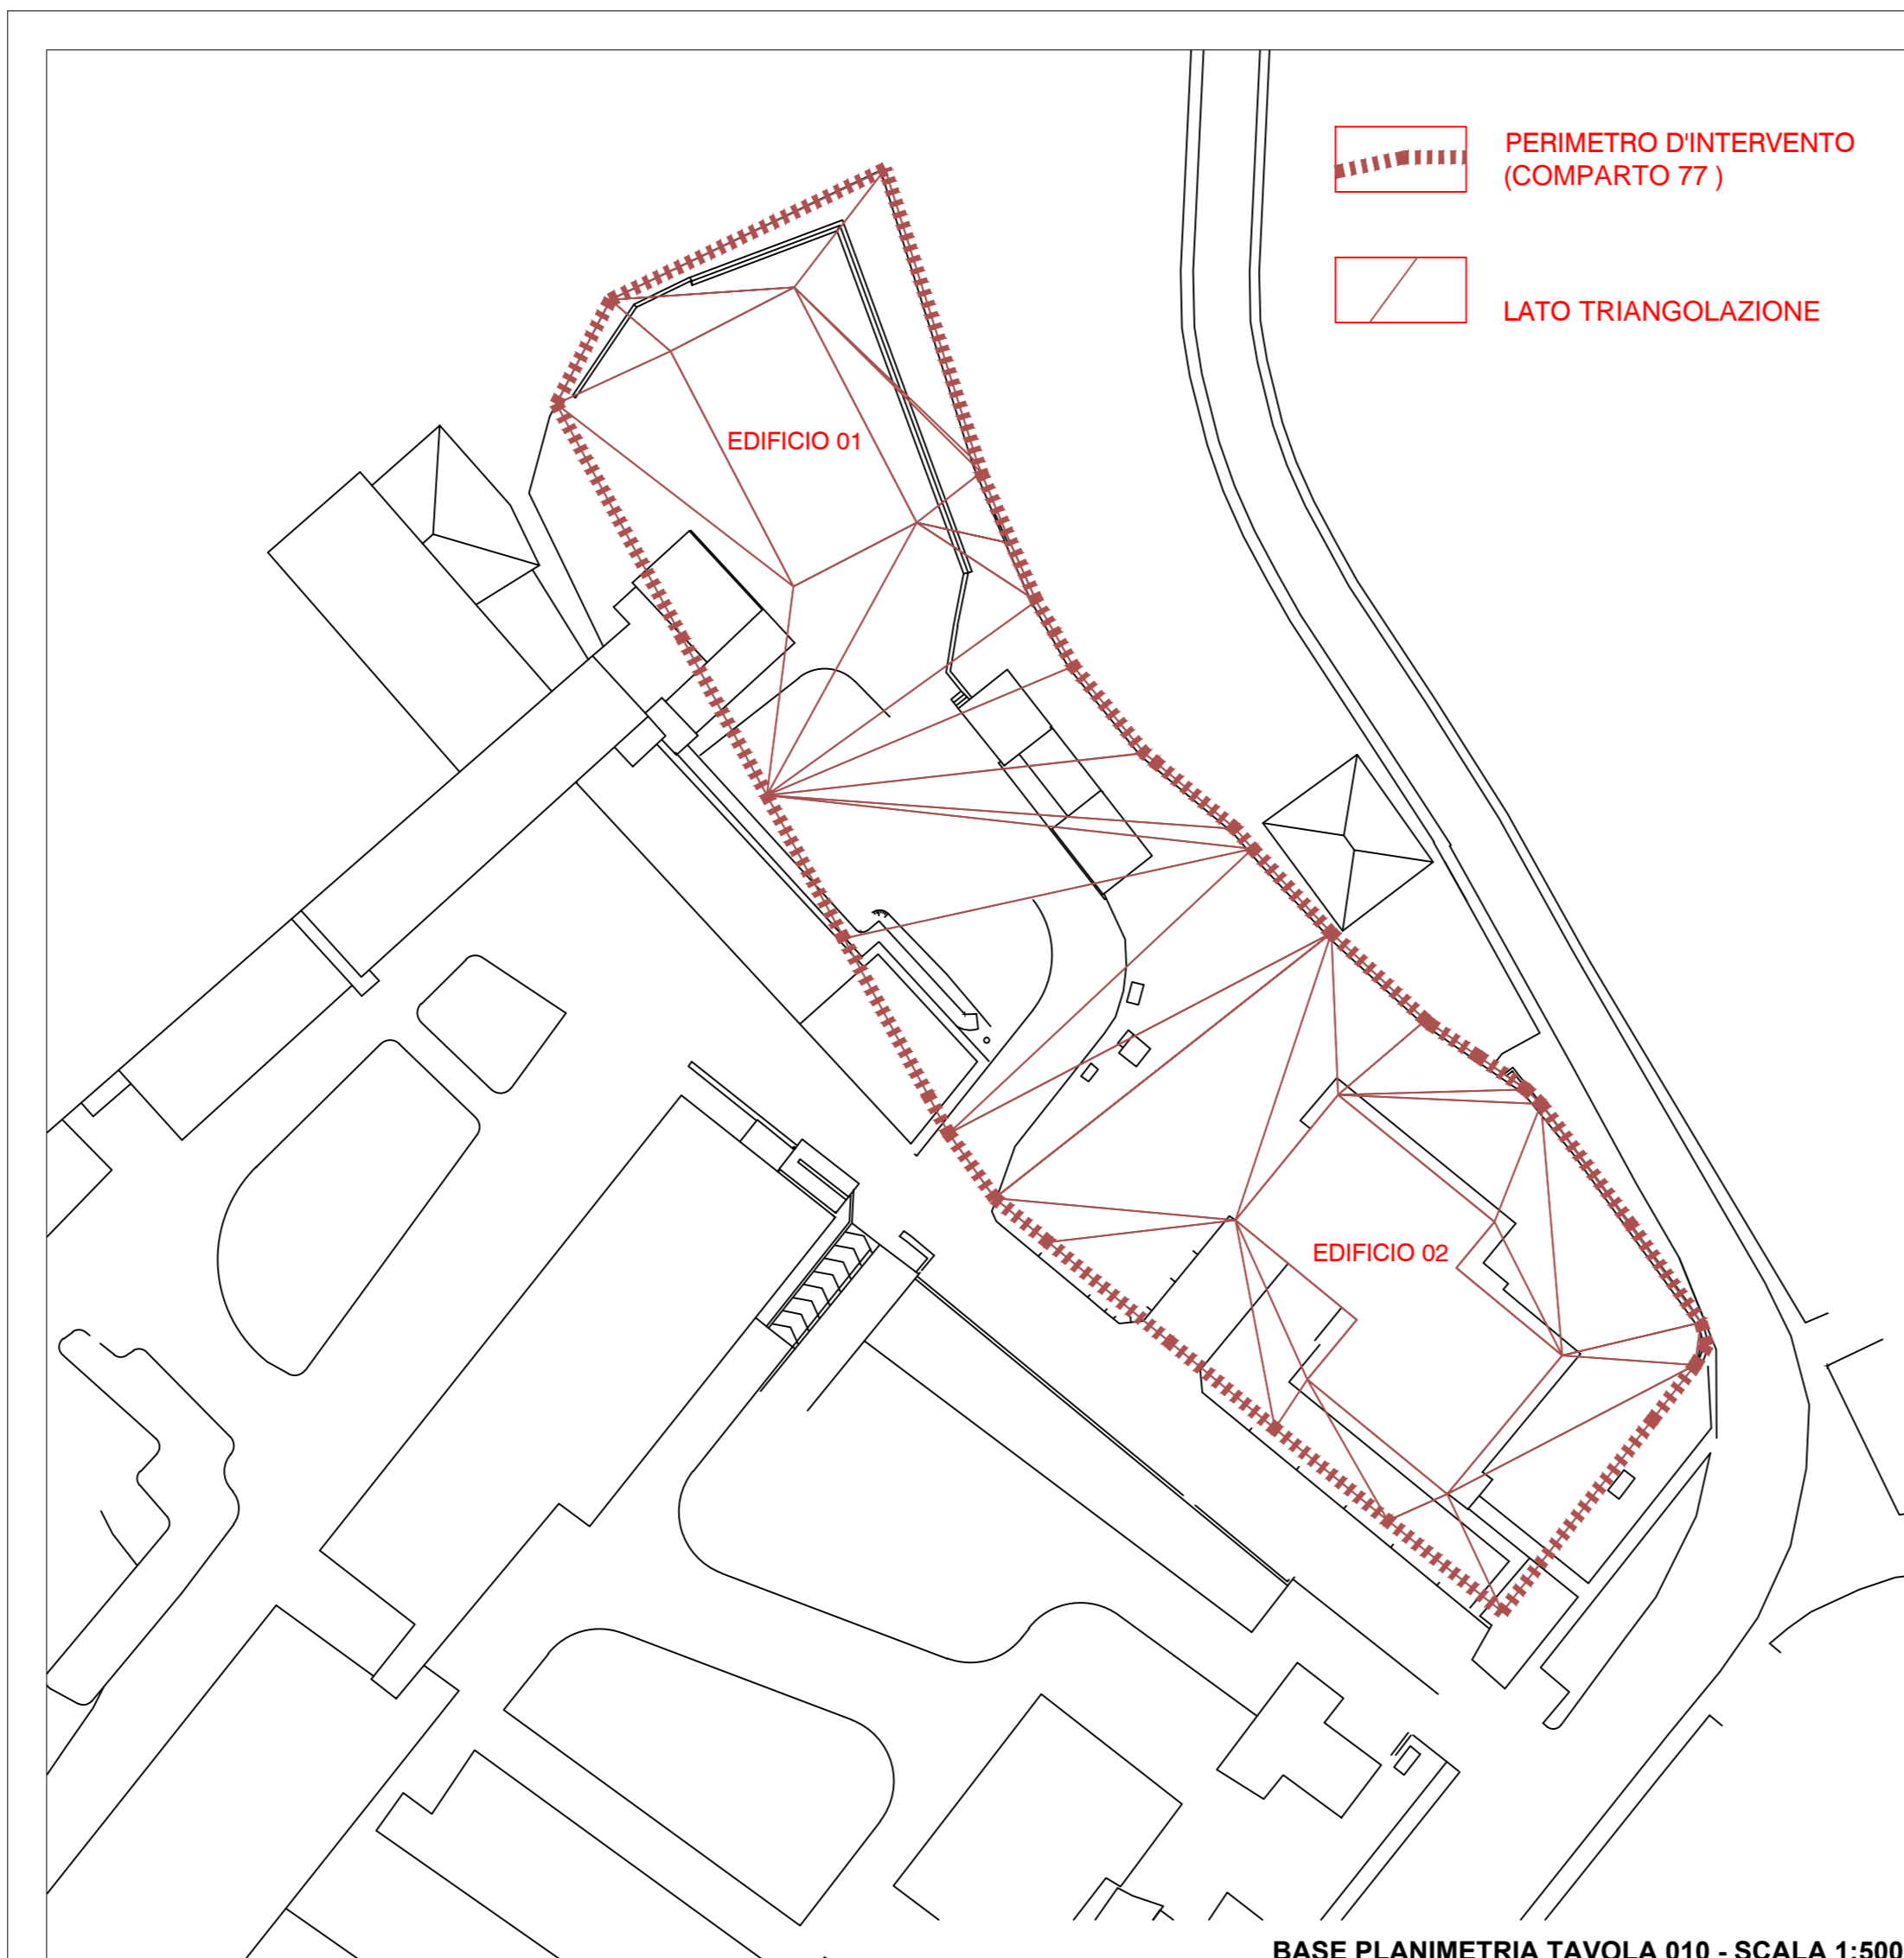 PERIMETRO D'INTERVENTO
(COMPARTO 77 )
LATO TRIANGOLAZIONE
EDIFICIO 01
EDIFICIO 02
BASE PLANIMETRIA TAVOLA 010 - SCALA 1:500